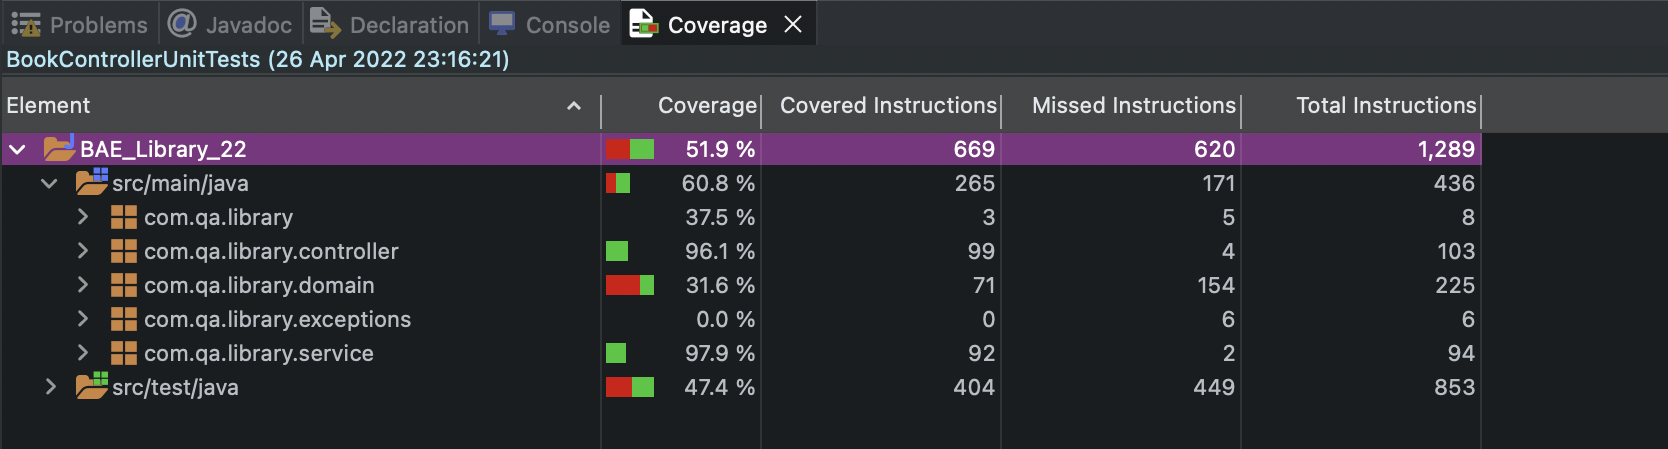 Problems Javadoc Declaration Console Coverage
BookControllerUnitTests (26 Apr 2022 23:16:21)
Element Coverage Covered Instructions Missed Instructions Total Instructions
BAE_Library_22 51.9 % 669 620 1,289
src/main/java 60.8 % 265 171 436
com.qa.library 37.5 % 3 5 8
com.qa.library.controller 96.1 % 99 4 103
com.qa.library.domain 31.6 % 71 154 225
com.qa.library.exceptions 0.0 % 0 6 6
com.qa.library.service 97.9 % 92 2 94
src/test/java 47.4 % 404 449 853